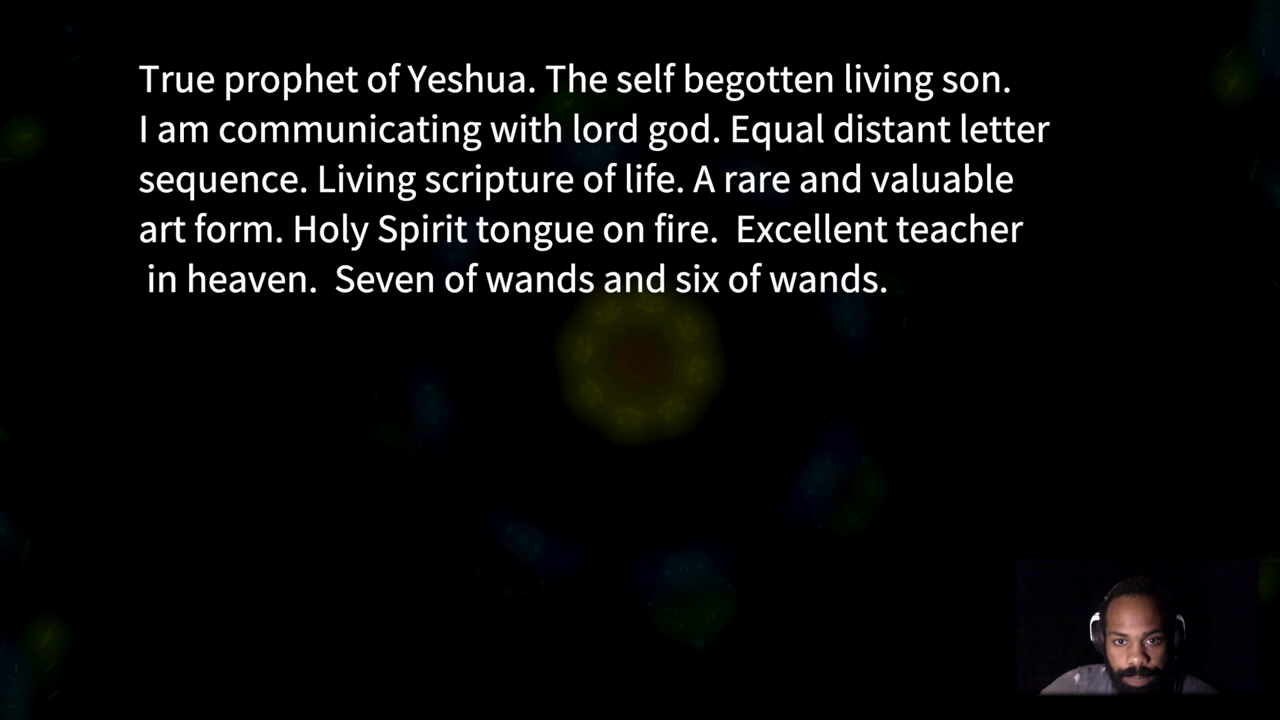 True prophet of Yeshua. The self begotten living son.
I am communicating with lord god. Equal distant letter
sequence. Living scripture of life. A rare and valuable
art form. Holy Spirit tongue on fire.  Excellent teacher
in heaven.  Seven of wands and six of wands.